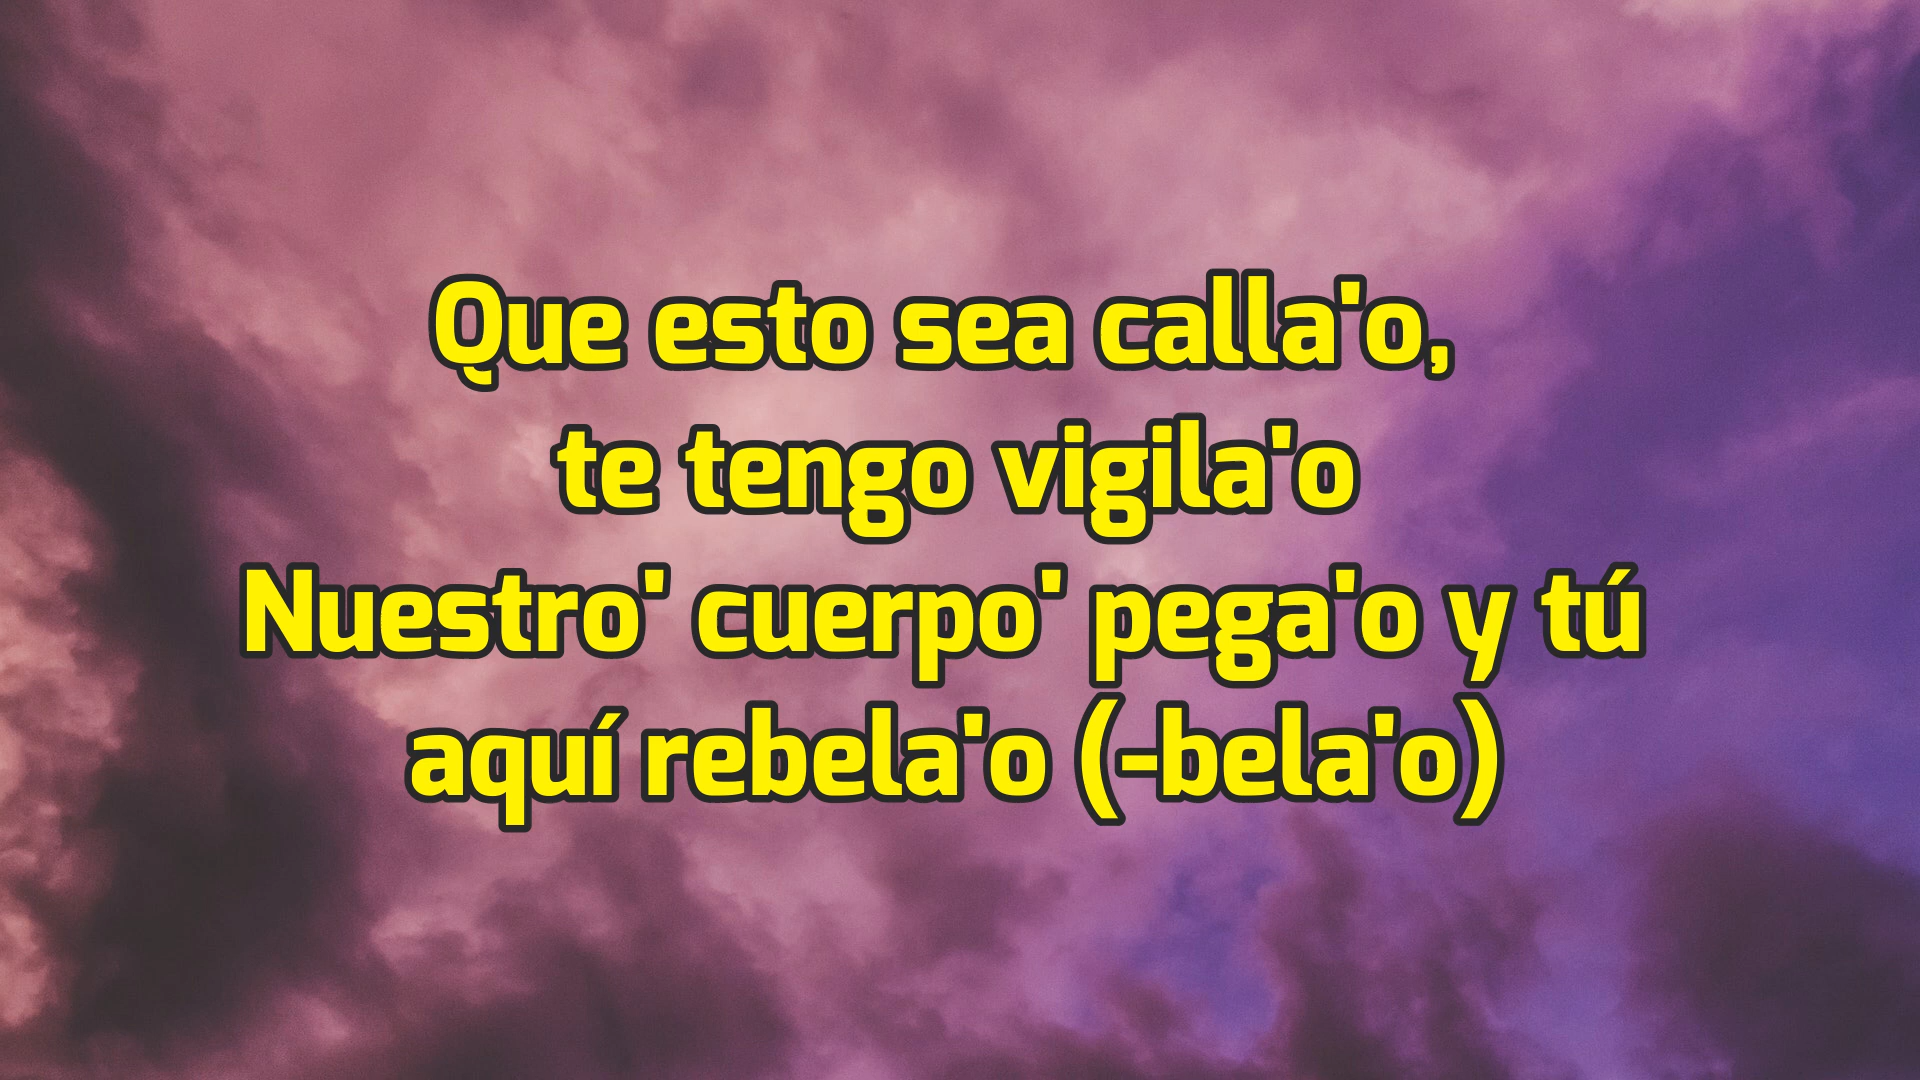 Que esto sea calla'o,
te tengo vigila'o
Nuestro' cuerpo' pega'o y tú
aquí rebela'o (-bela'o)